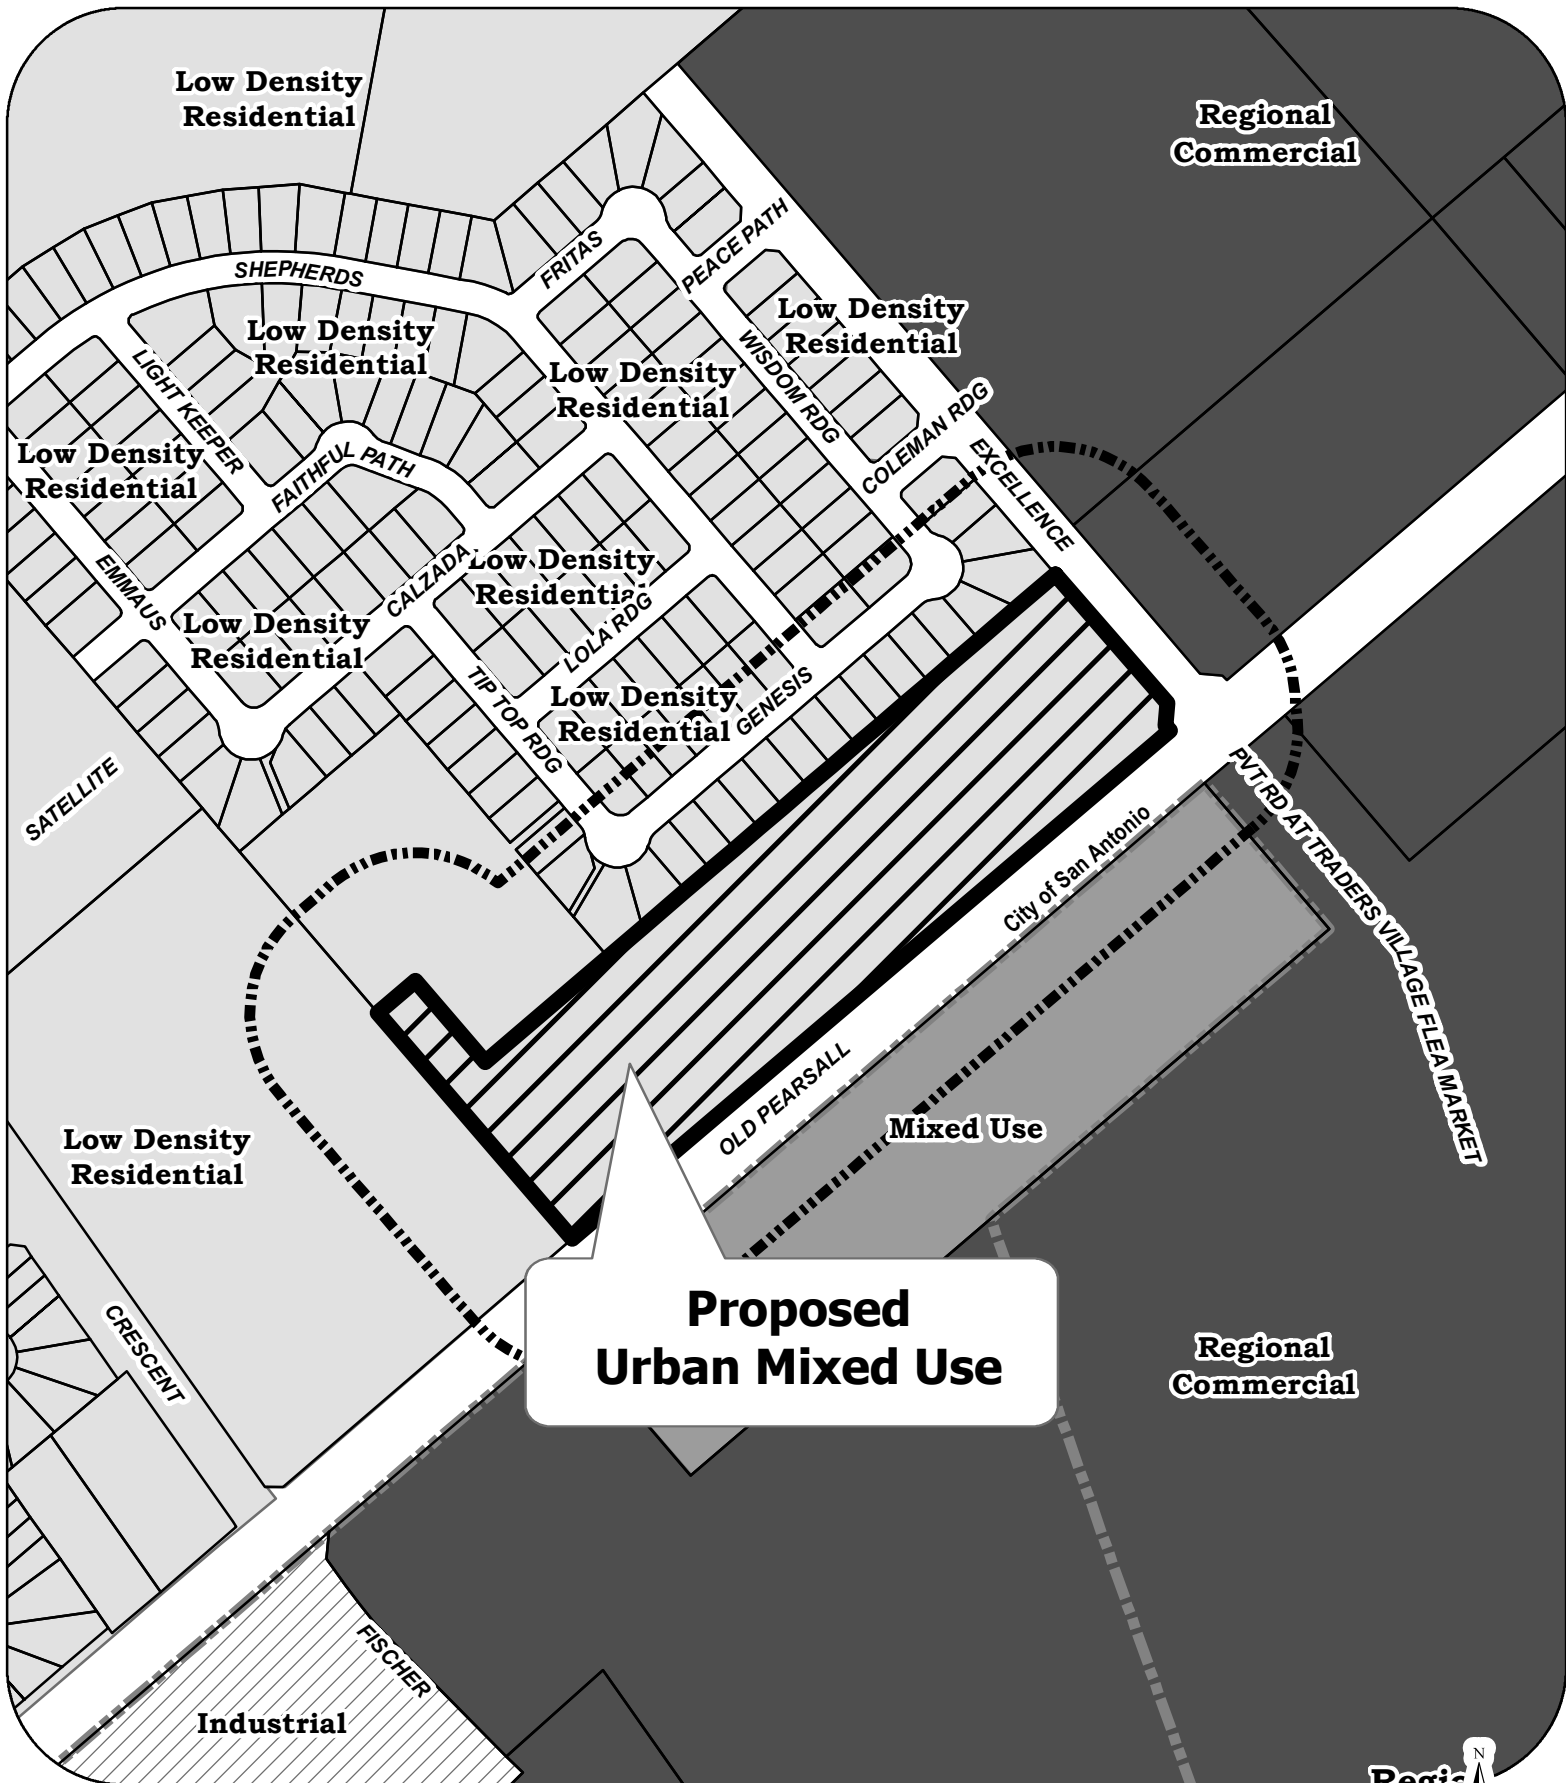 Low Density
Residential
Regional
Commercial
PEACE PATH
FRITAS
SHEPHERDS
Low Density
Residential
Low Density
Residential
Low Density
Residential
LIGHT KEEPER
WISDOM RDG
COLEMAN RDG
EXCELLENCE
Low Density
Residential
FAITHFUL PATH
EMMAUS
CALZADA
Low Density
Residential
LOLA RDG
Low Density
Residential
TIP TOP RDG
Low Density
Residential
GENESIS
SATELLITE
PVT RD AT TRADERS VILLAGE FLEA MARKET
City of San Antonio
OLD PEARSALL
Mixed Use
Low Density
Residential
Proposed
Urban Mixed Use
CRESCENT
Regional
Commercial
FISCHER
Industrial
N